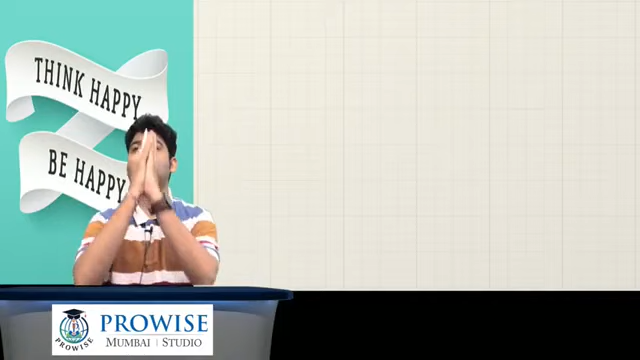 THINK HAPPY
BE HAPPY
PROWISE
PROWISE
MUMBAI | STUDIO